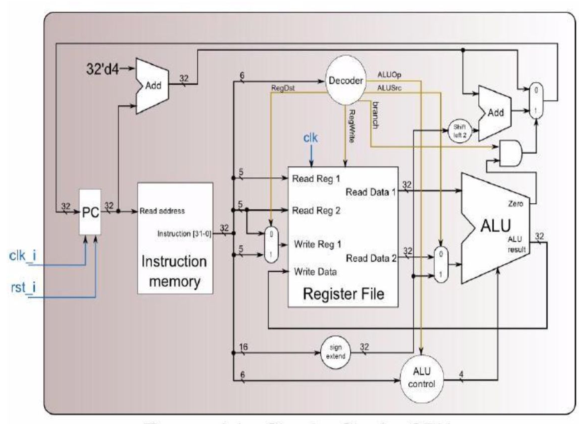 32'd4
Add
32
6
Decoder
ALUOp
ALUSrc
RegDst
RegWrite
branch
0
1
Add
Shift
left 2
clk
32
PC
32
Read address
Instruction [31-0]
32
Instruction
memory
5
Read Reg 1
Read Data 1
32
5
Read Reg 2
0
1
5
Write Reg 1
Write Data
Read Data 2
32
0
1
Register File
Zero
ALU
ALU
result
32
clk_i
rst_i
16
sign
extend
32
6
ALU
control
4